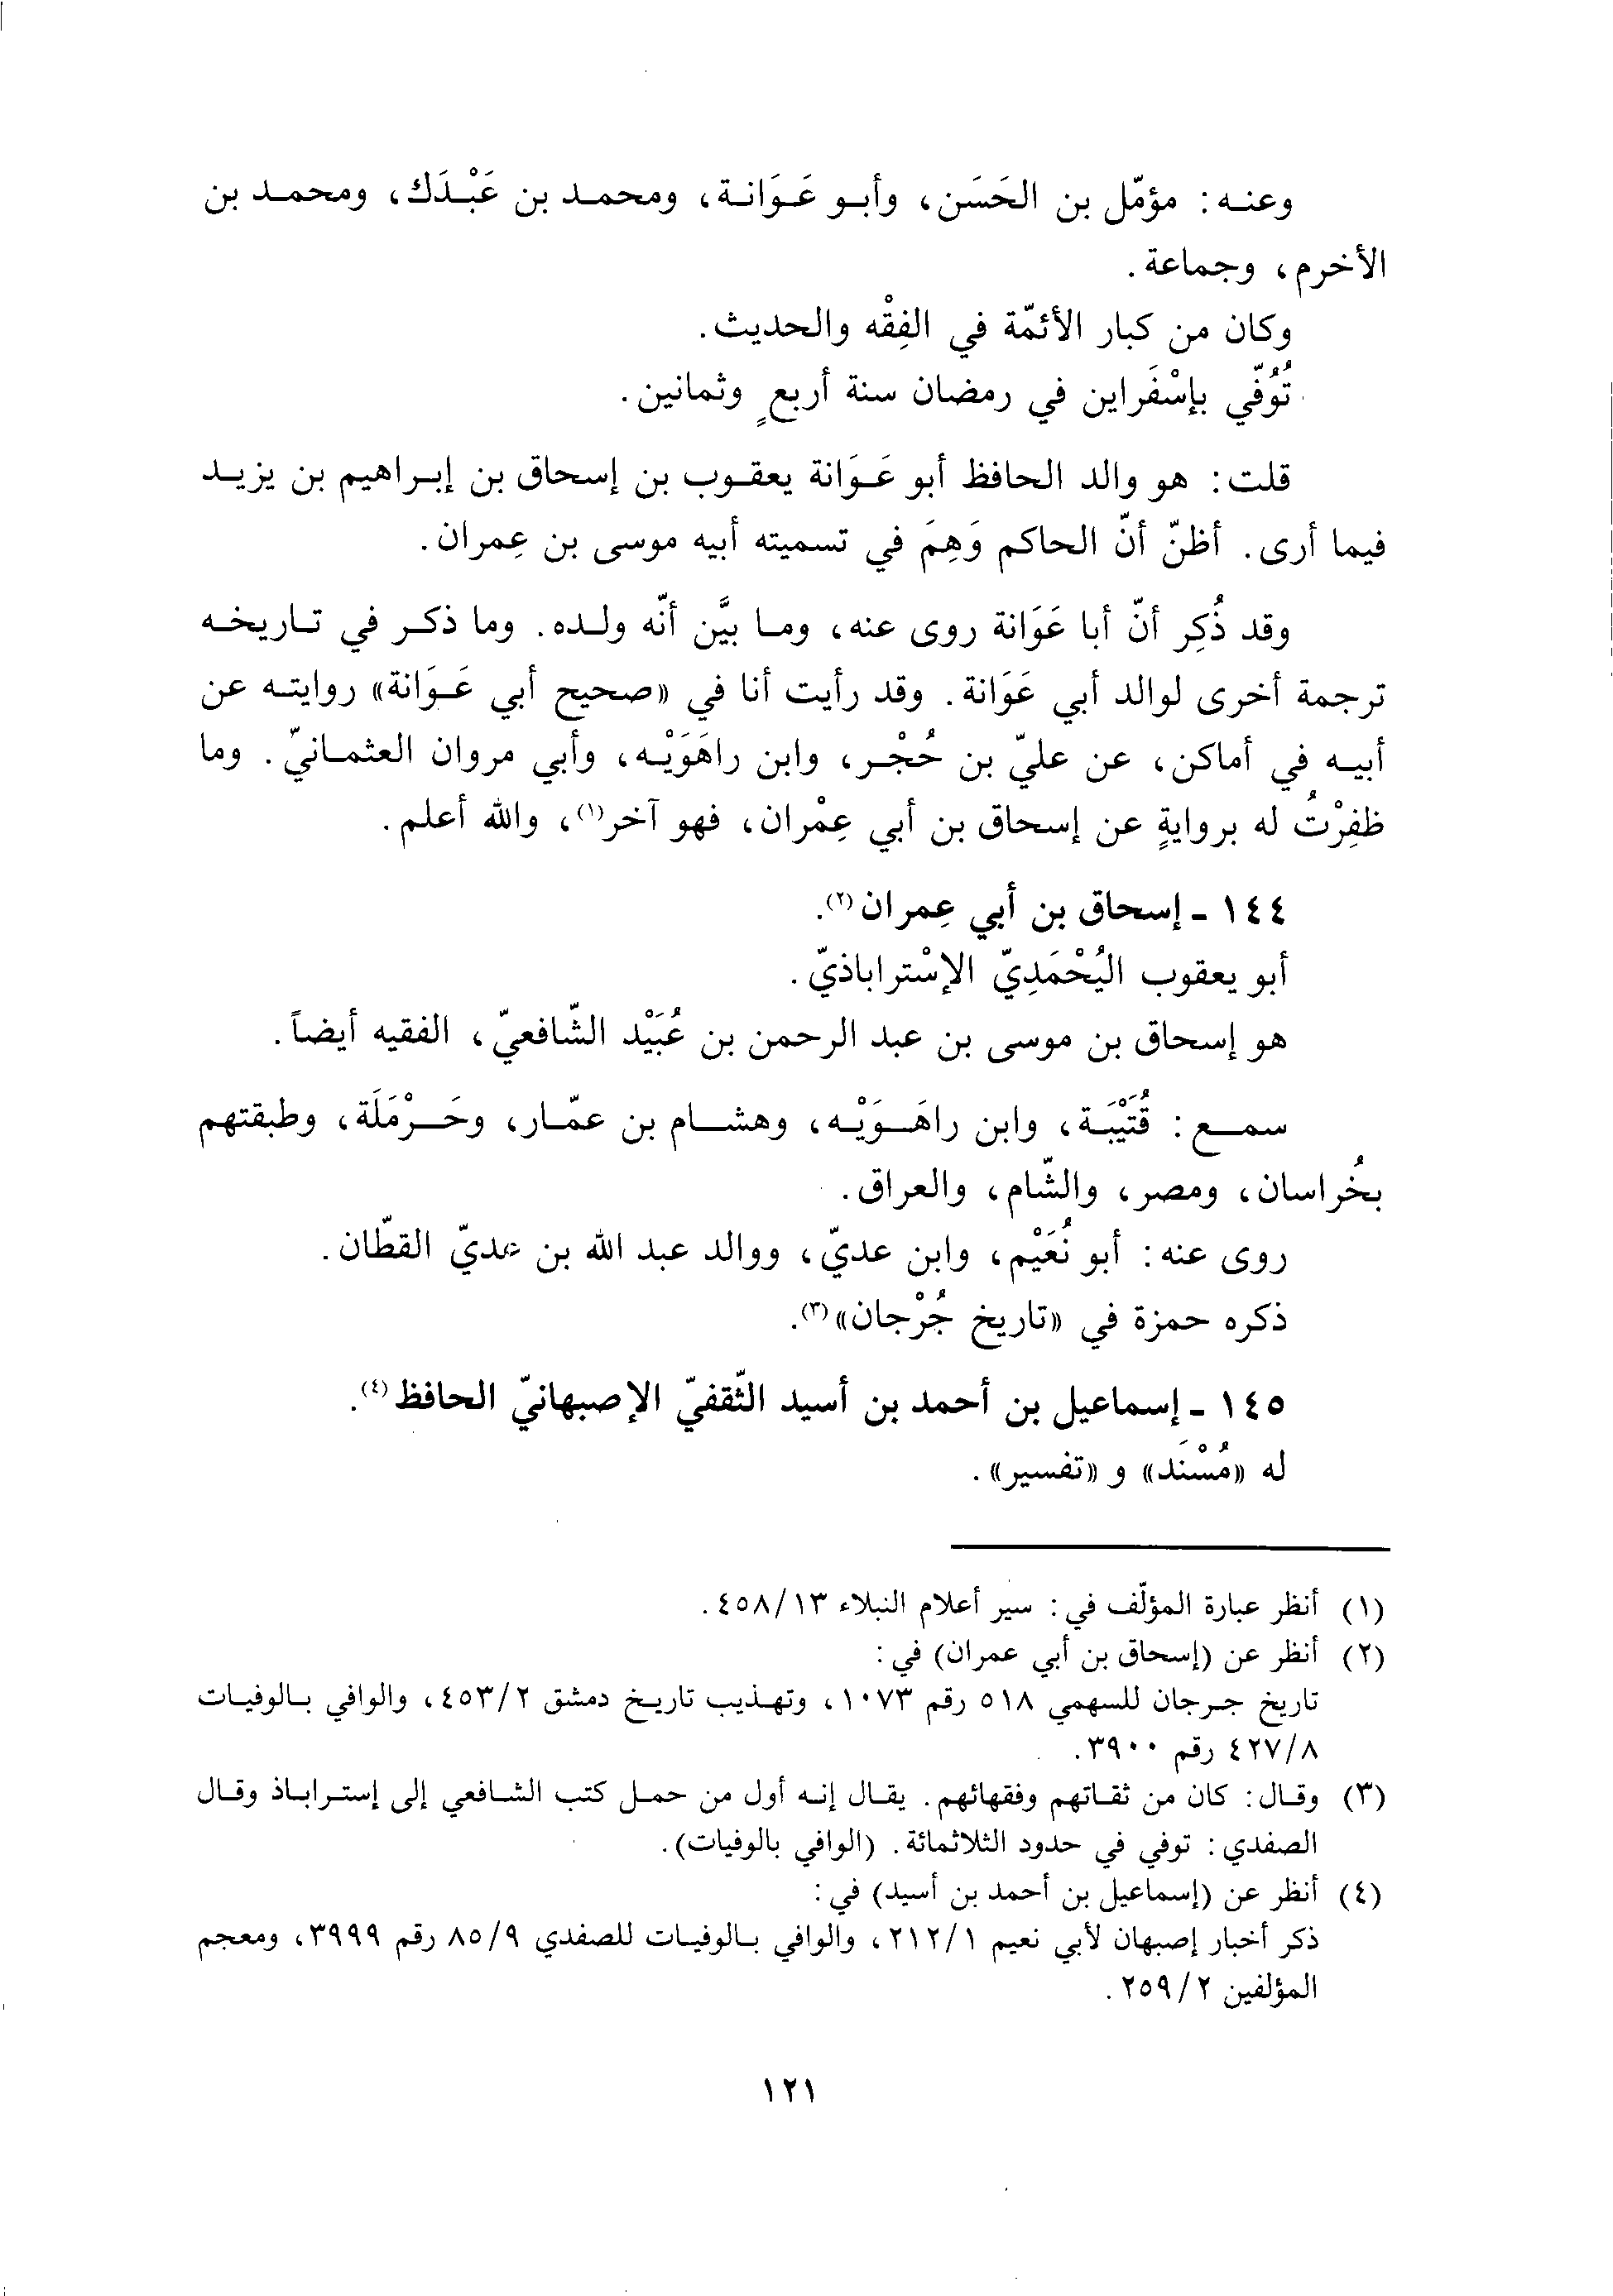 وعنه: مؤمّل بن الحَسَن، وأبو عَوَانة، ومحمد بن عَبْدَك، ومحمد بن
الأخرم، وجماعة.
وكان من كبار الأئمّة في الفِقْه والحديث.
تُوُفّي بإسْفَراين في رمضان سنة أربعٍ وثمانين.
قلت: هو والد الحافظ أبو عَوَانة يعقوب بن إسحاق بن إبراهيم بن يزيد
فيما أرى. أظنّ أنّ الحاكم وَهِمَ في تسميته أبيه موسى بن عِمران.
وقد ذُكِر أنّ أبا عَوَانة روى عنه، وما بيَّن أنّه ولده. وما ذكر في تاريخه
ترجمة أخرى لوالد أبي عَوَانة. وقد رأيت أنا في «صحيح أبي عَوَانة» روايته عن
أبيه في أماكن، عن عليّ بن حُجْر، وابن راهَوَيْه، وأبي مروان العثمانيّ. وما
ظفِرْتُ له بروايةٍ عن إسحاق بن أبي عِمْران، فهو آخر(١)، والله أعلم.
١٤٤ - إسحاق بن أبي عِمران(٢).
أبو يعقوب اليُحْمَدِيّ الإسْتراباذيّ.
هو إسحاق بن موسى بن عبد الرحمن بن عُبَيْد الشّافعيّ، الفقيه أيضاً.
سمع: قُتَيْبَة، وابن راهَوَيْه، وهشام بن عمّار، وحَرْمَلَة، وطبقتهم
بخُراسان، ومصر، والشّام، والعراق.
روى عنه: أبو نُعَيْم، وابن عديّ، ووالد عبد الله بن عديّ القطّان.
ذكره حمزة في «تاريخ جُرْجان»(٣).
١٤٥ - إسماعيل بن أحمد بن أسيد الثّقفيّ الإصبهانيّ الحافظ(٤).
له «مُسْنَد» و «تفسير».
(١) أنظر عبارة المؤلّف في: سير أعلام النبلاء ٤٥٨/١٣.
(٢) أنظر عن (إسحاق بن أبي عمران) في:
تاريخ جرجان للسهمي ٥١٨ رقم ١٠٧٣، وتهذيب تاريخ دمشق ٤٥٣/٢، والوافي بالوفيات
٤٢٧/٨ رقم ٣٩٠٠.
(٣) وقال: كان من ثقاتهم وفقهائهم. يقال إنه أول من حمل كتب الشافعي إلى إستراباذ وقال
الصفدي: توفي في حدود الثلاثمائة. (الوافي بالوفيات).
(٤) أنظر عن (إسماعيل بن أحمد بن أسيد) في:
ذكر أخبار إصبهان لأبي نعيم ٢١٢/١، والوافي بالوفيات للصفدي ٨٥/٩ رقم ٣٩٩٩، ومعجم
المؤلفين ٢٥٩/٢.
١٢١